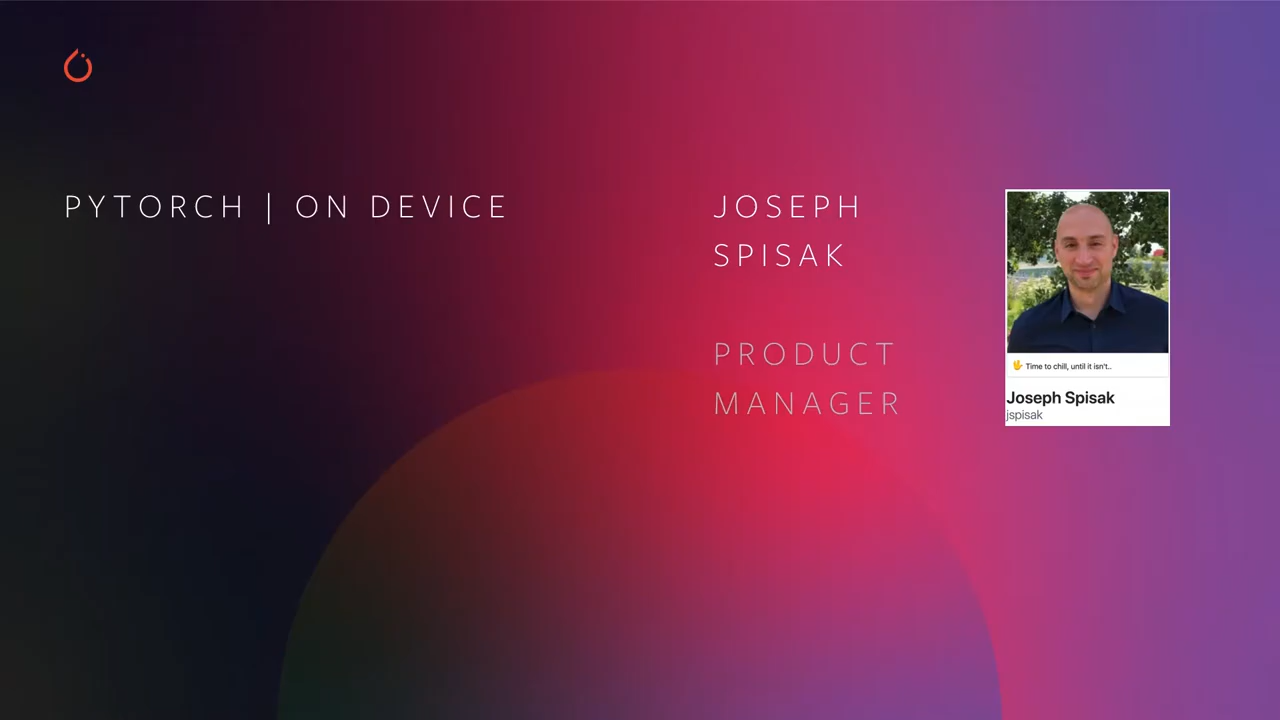 PYTORCH | ON DEVICE
JOSEPH
SPISAK
PRODUCT
MANAGER
🖖 Time to chill, until it isn't..
Joseph Spisak
jspisak